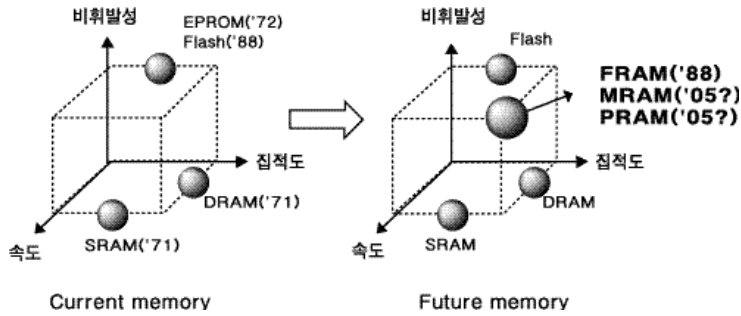 비휘발성
EPROM('72)
Flash('88)
집적도
DRAM('71)
SRAM('71)
속도
Current memory
비휘발성
Flash
FRAM('88)
MRAM('05?)
PRAM('05?)
집적도
DRAM
SRAM
속도
Future memory